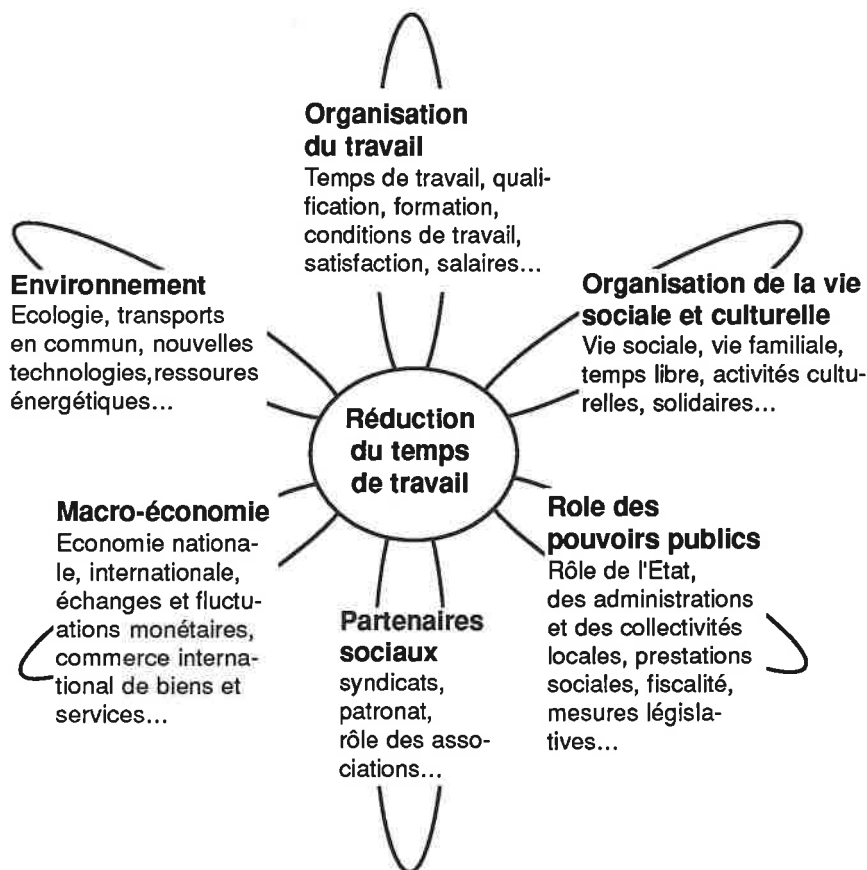 Organisation
du travail
Temps de travail, quali-
fication, formation,
conditions de travail,
satisfaction, salaires...
Environnement
Ecologie, transports
en commun, nouvelles
technologies,ressoures
énergétiques...
Organisation de la vie
sociale et culturelle
Vie sociale, vie familiale,
temps libre, activités cultu-
relles, solidaires...
Réduction
du temps
de travail
Macro-économie
Economie nationa-
le, internationale,
échanges et fluctu-
ations monétaires,
commerce interna-
tional de biens et
services...
Partenaires
sociaux
syndicats,
patronat,
rôle des asso-
ciations...
Role des
pouvoirs publics
Rôle de l'Etat,
des administrations
et des collectivités
locales, prestations
sociales, fiscalité,
mesures législa-
tives...